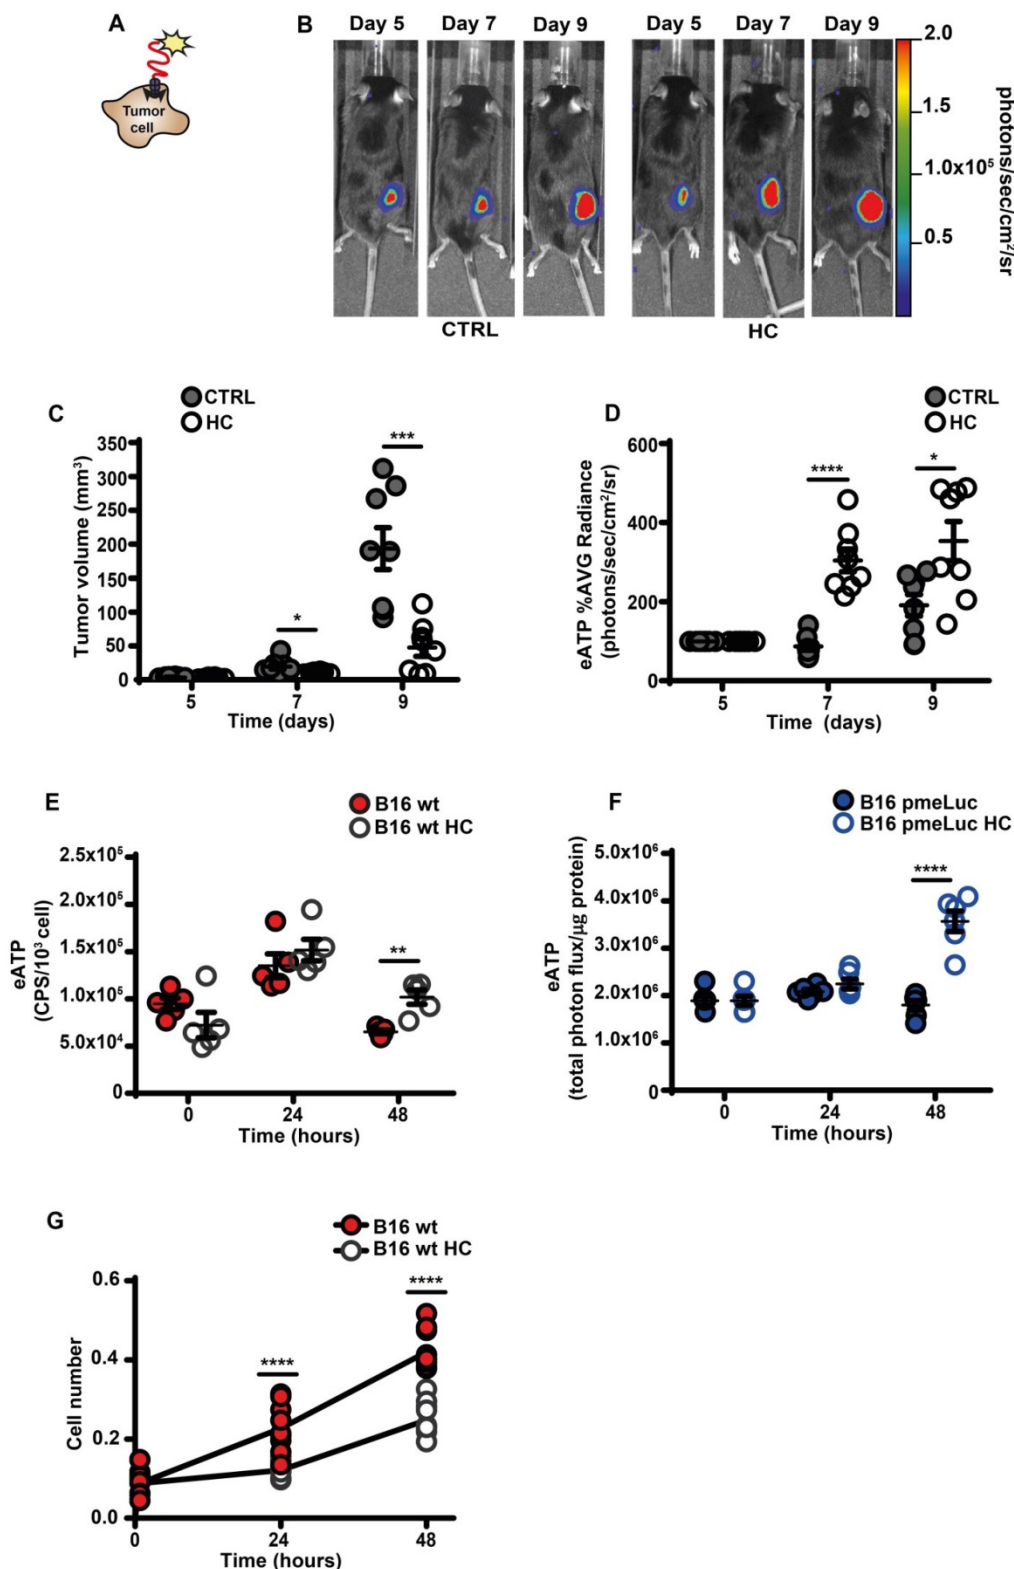 A
Tumor
cell
B
Day 5 Day 7 Day 9 Day 5 Day 7 Day 9
2.0
1.5
1.0x10⁵
0.5
photons/sec/cm²/sr
CTRL HC
C
CTRL
HC
Tumor volume (mm³)
350
300
250
200
150
100
50
0
***
*
5 7 9
Time (days)
D
CTRL
HC
eATP %AVG Radiance
(photons/sec/cm²/sr)
600
400
200
0
****
*
5 7 9
Time (days)
E
B16 wt
B16 wt HC
eATP
(CPS/10³ cell)
2.5x10⁵
2.0x10⁵
1.5x10⁵
1.0x10⁵
5.0x10⁴
0
**
0 24 48
Time (hours)
F
B16 pmeLuc
B16 pmeLuc HC
eATP
(total photon flux/µg protein)
5.0x10⁶
4.0x10⁶
3.0x10⁶
2.0x10⁶
1.0x10⁶
0
****
0 24 48
Time (hours)
G
B16 wt
B16 wt HC
Cell number
0.6
0.4
0.2
0.0
****
****
0 24 48
Time (hours)